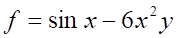 f = sin x − 6x²y